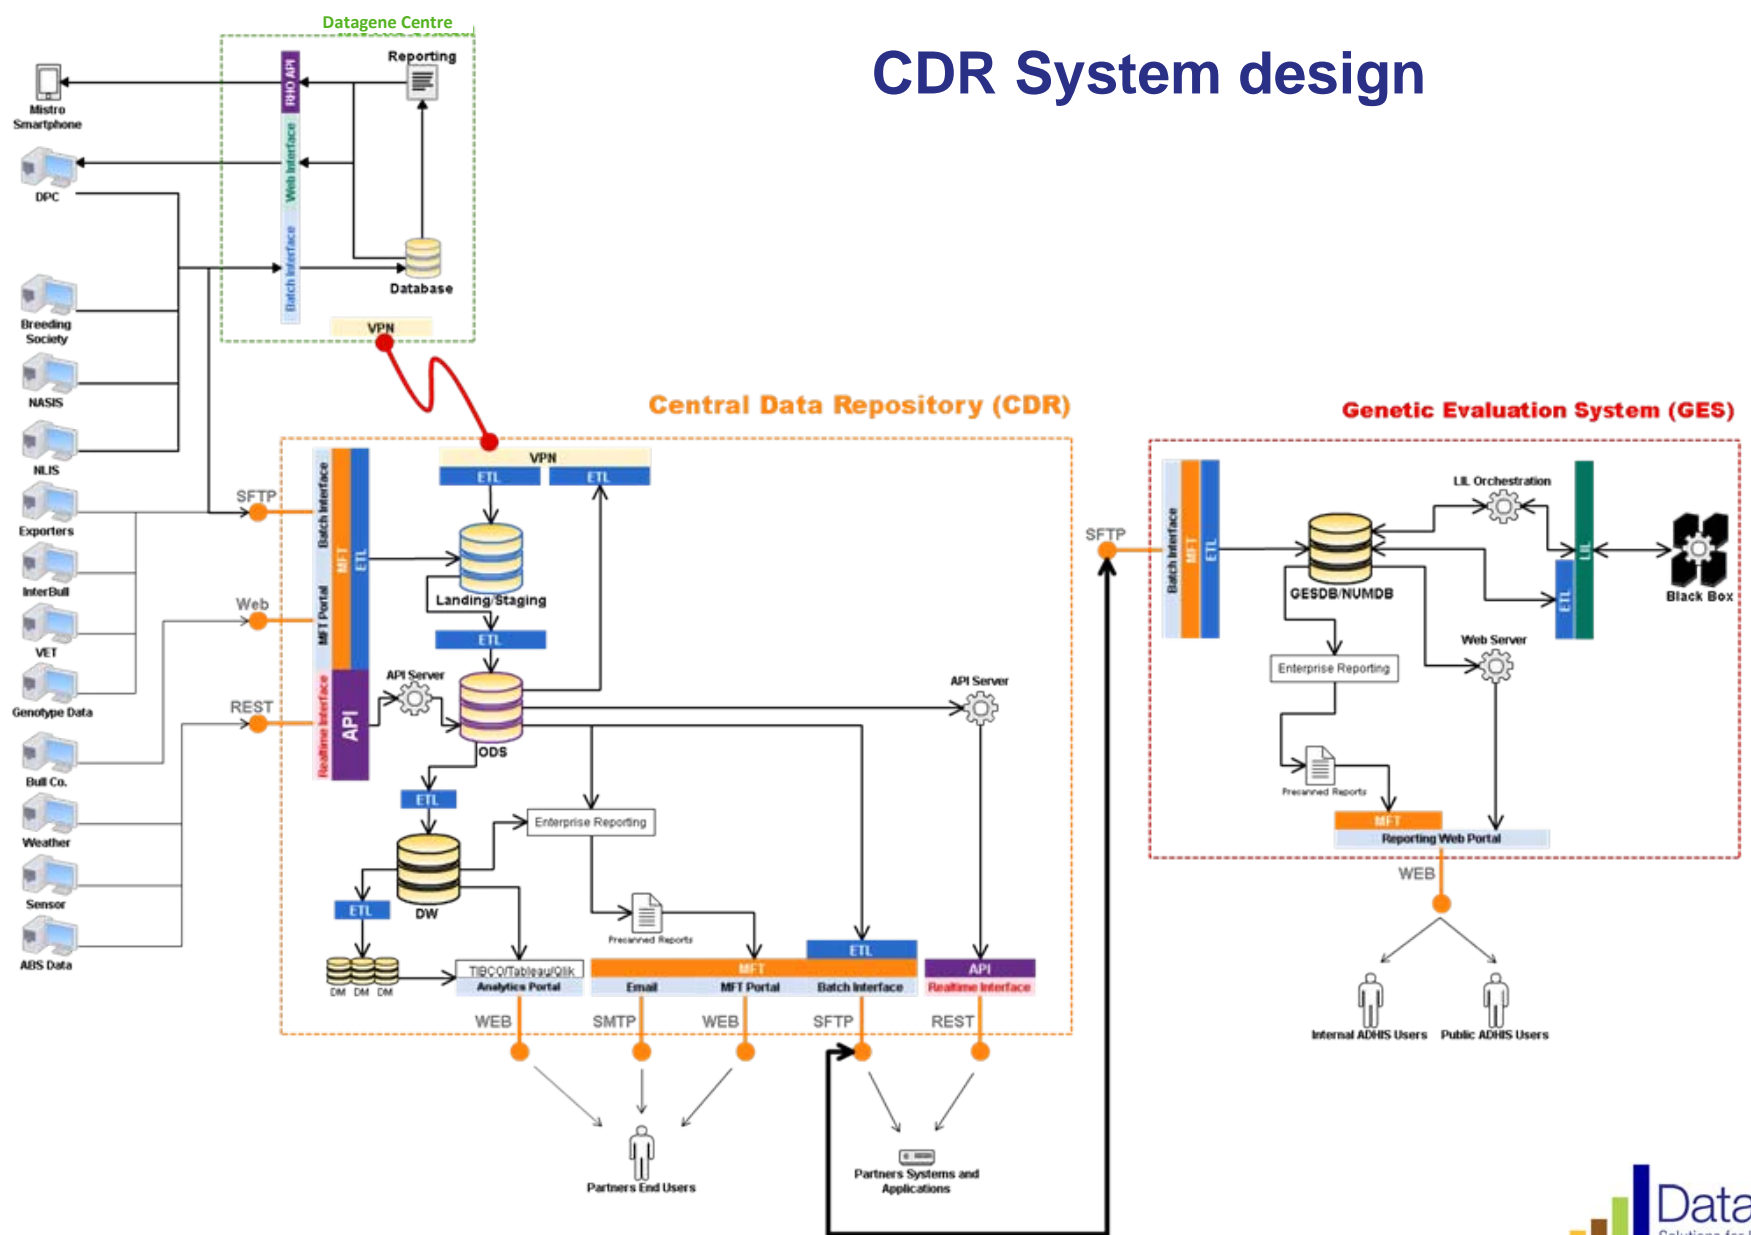 CDR System design
Datagene Centre
Reporting
RHO API
Web Interface
Batch Interface
Database
VPN
Mistro
Smartphone
DPC
Breeding
Society
NASIS
NLIS
Exporters
InterBull
VET
Genotype Data
Bull Co.
Weather
Sensor
ABS Data
SFTP
Web
REST
Central Data Repository (CDR)
VPN
ETL
ETL
Batch Interface
MFT Portal
MFT
ETL
Realtime Interface
API
Landing/Staging
ETL
API Server
ODS
API Server
ETL
Enterprise Reporting
DW
ETL
Precanned Reports
DM
DM
DM
TIBCO/Tableau/Qlik
Analytics Portal
ETL
MFT
Email
MFT Portal
Batch Interface
API
Realtime Interface
WEB
SMTP
WEB
SFTP
REST
Partners End Users
Partners Systems and
Applications
Genetic Evaluation System (GES)
SFTP
Batch Interface
MFT
ETL
LIL Orchestration
GESDB/NUMDB
LIL
ETL
Black Box
Web Server
Enterprise Reporting
Precanned Reports
MFT
Reporting Web Portal
WEB
Internal ADHIS Users
Public ADHIS Users
Data